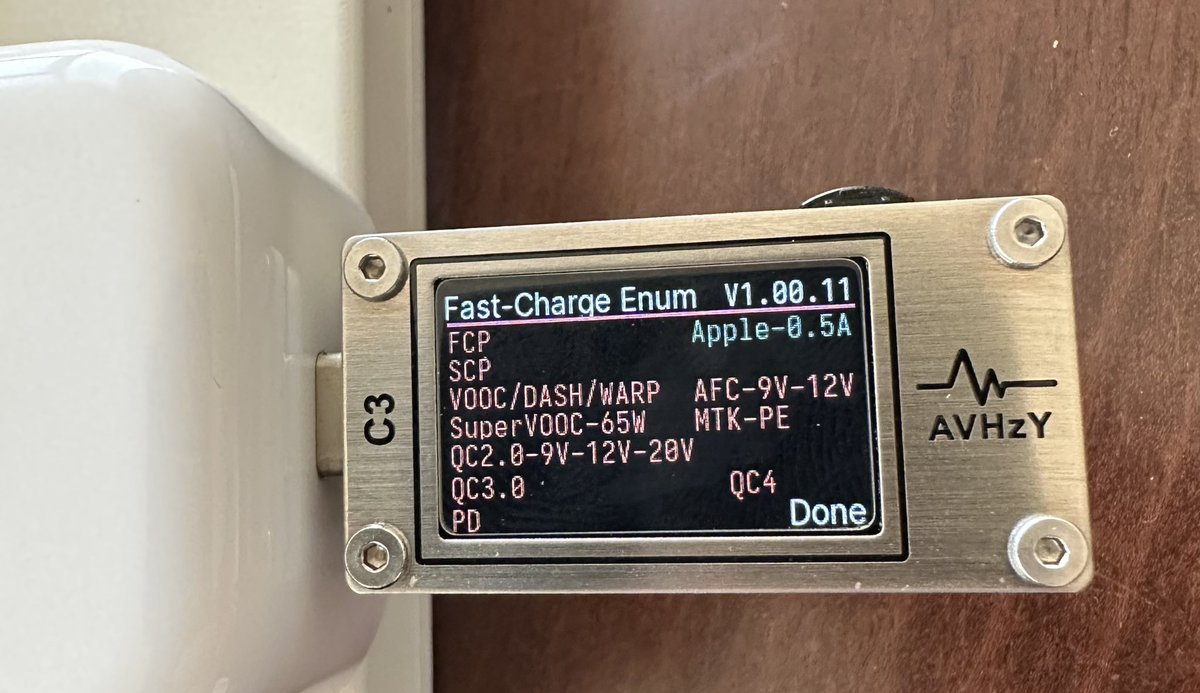 Fast-Charge Enum V1.00.11
FCP Apple-0.5A
SCP
VOOC/DASH/WARP AFC-9V-12V
SuperVOOC-65W MTK-PE
QC2.0-9V-12V-20V
QC3.0 QC4
PD Done
C3
AVHzY